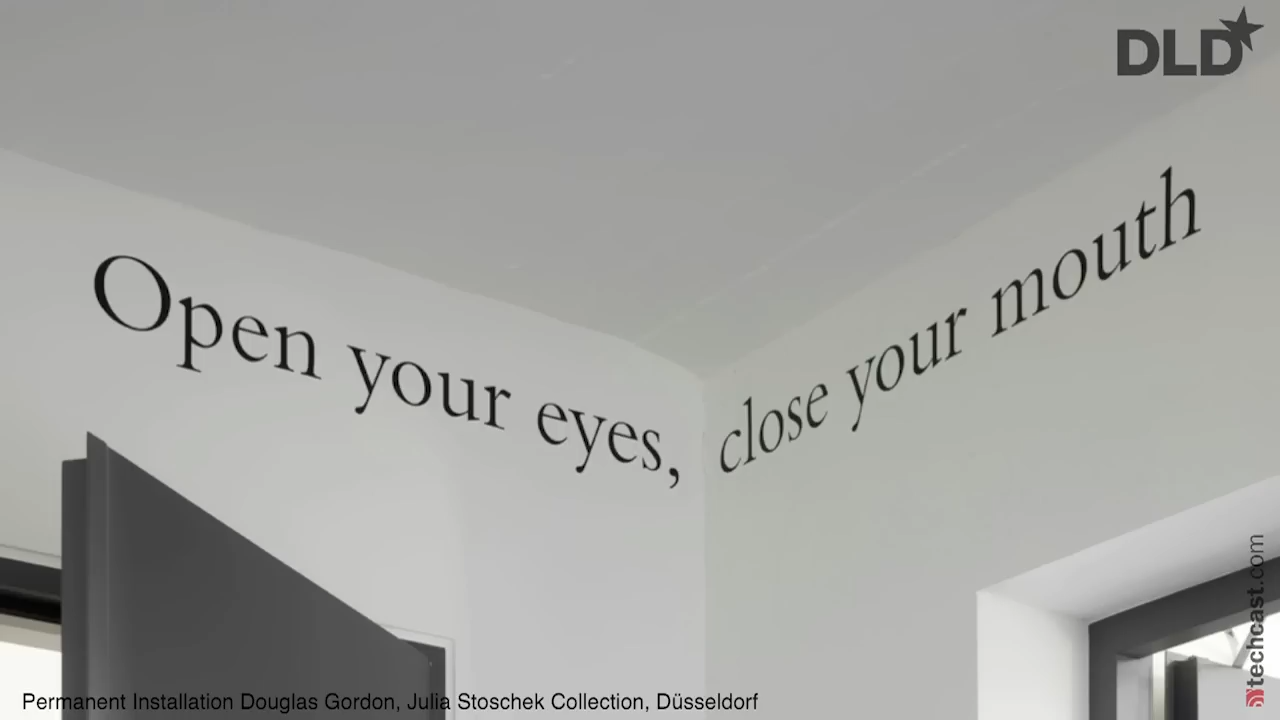 DLD
Open your eyes, close your mouth
techcast.com
Permanent Installation Douglas Gordon, Julia Stoschek Collection, Düsseldorf